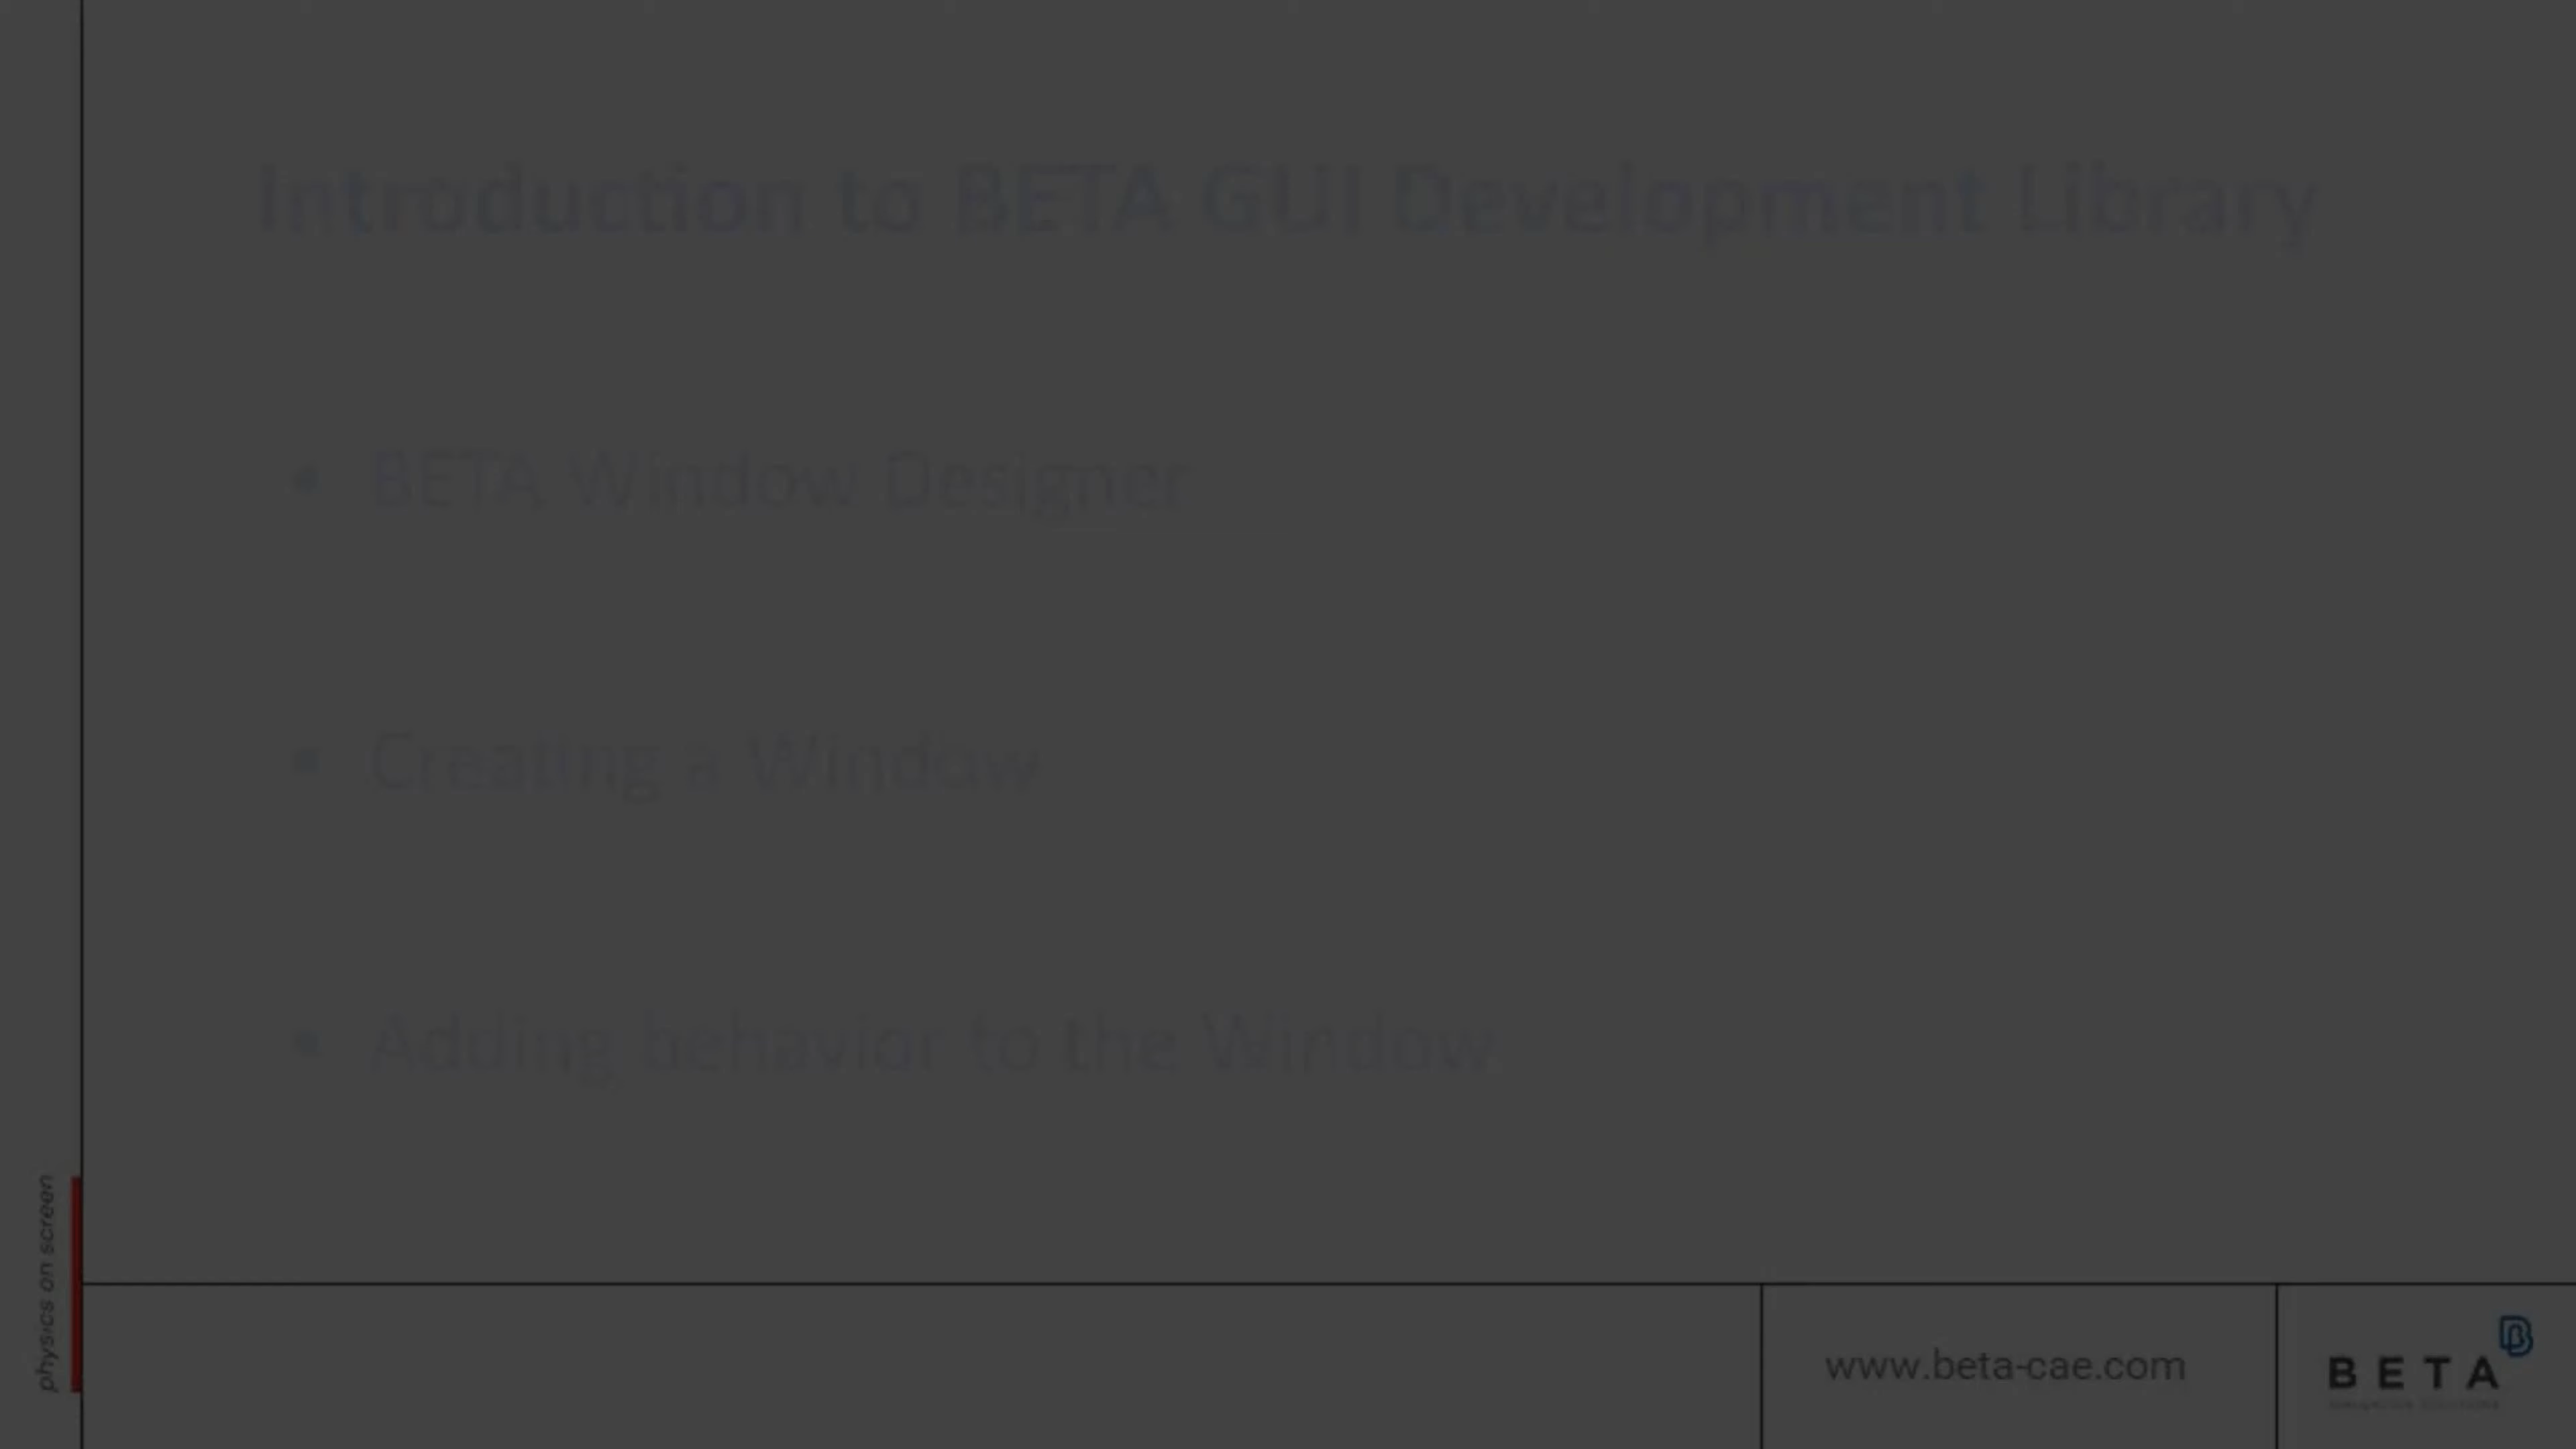 Introduction to BETA GUI Development Library
• BETA Window Designer
• Creating a Window
• Adding behavior to the Window
physics on screen
www.beta-cae.com
BETA